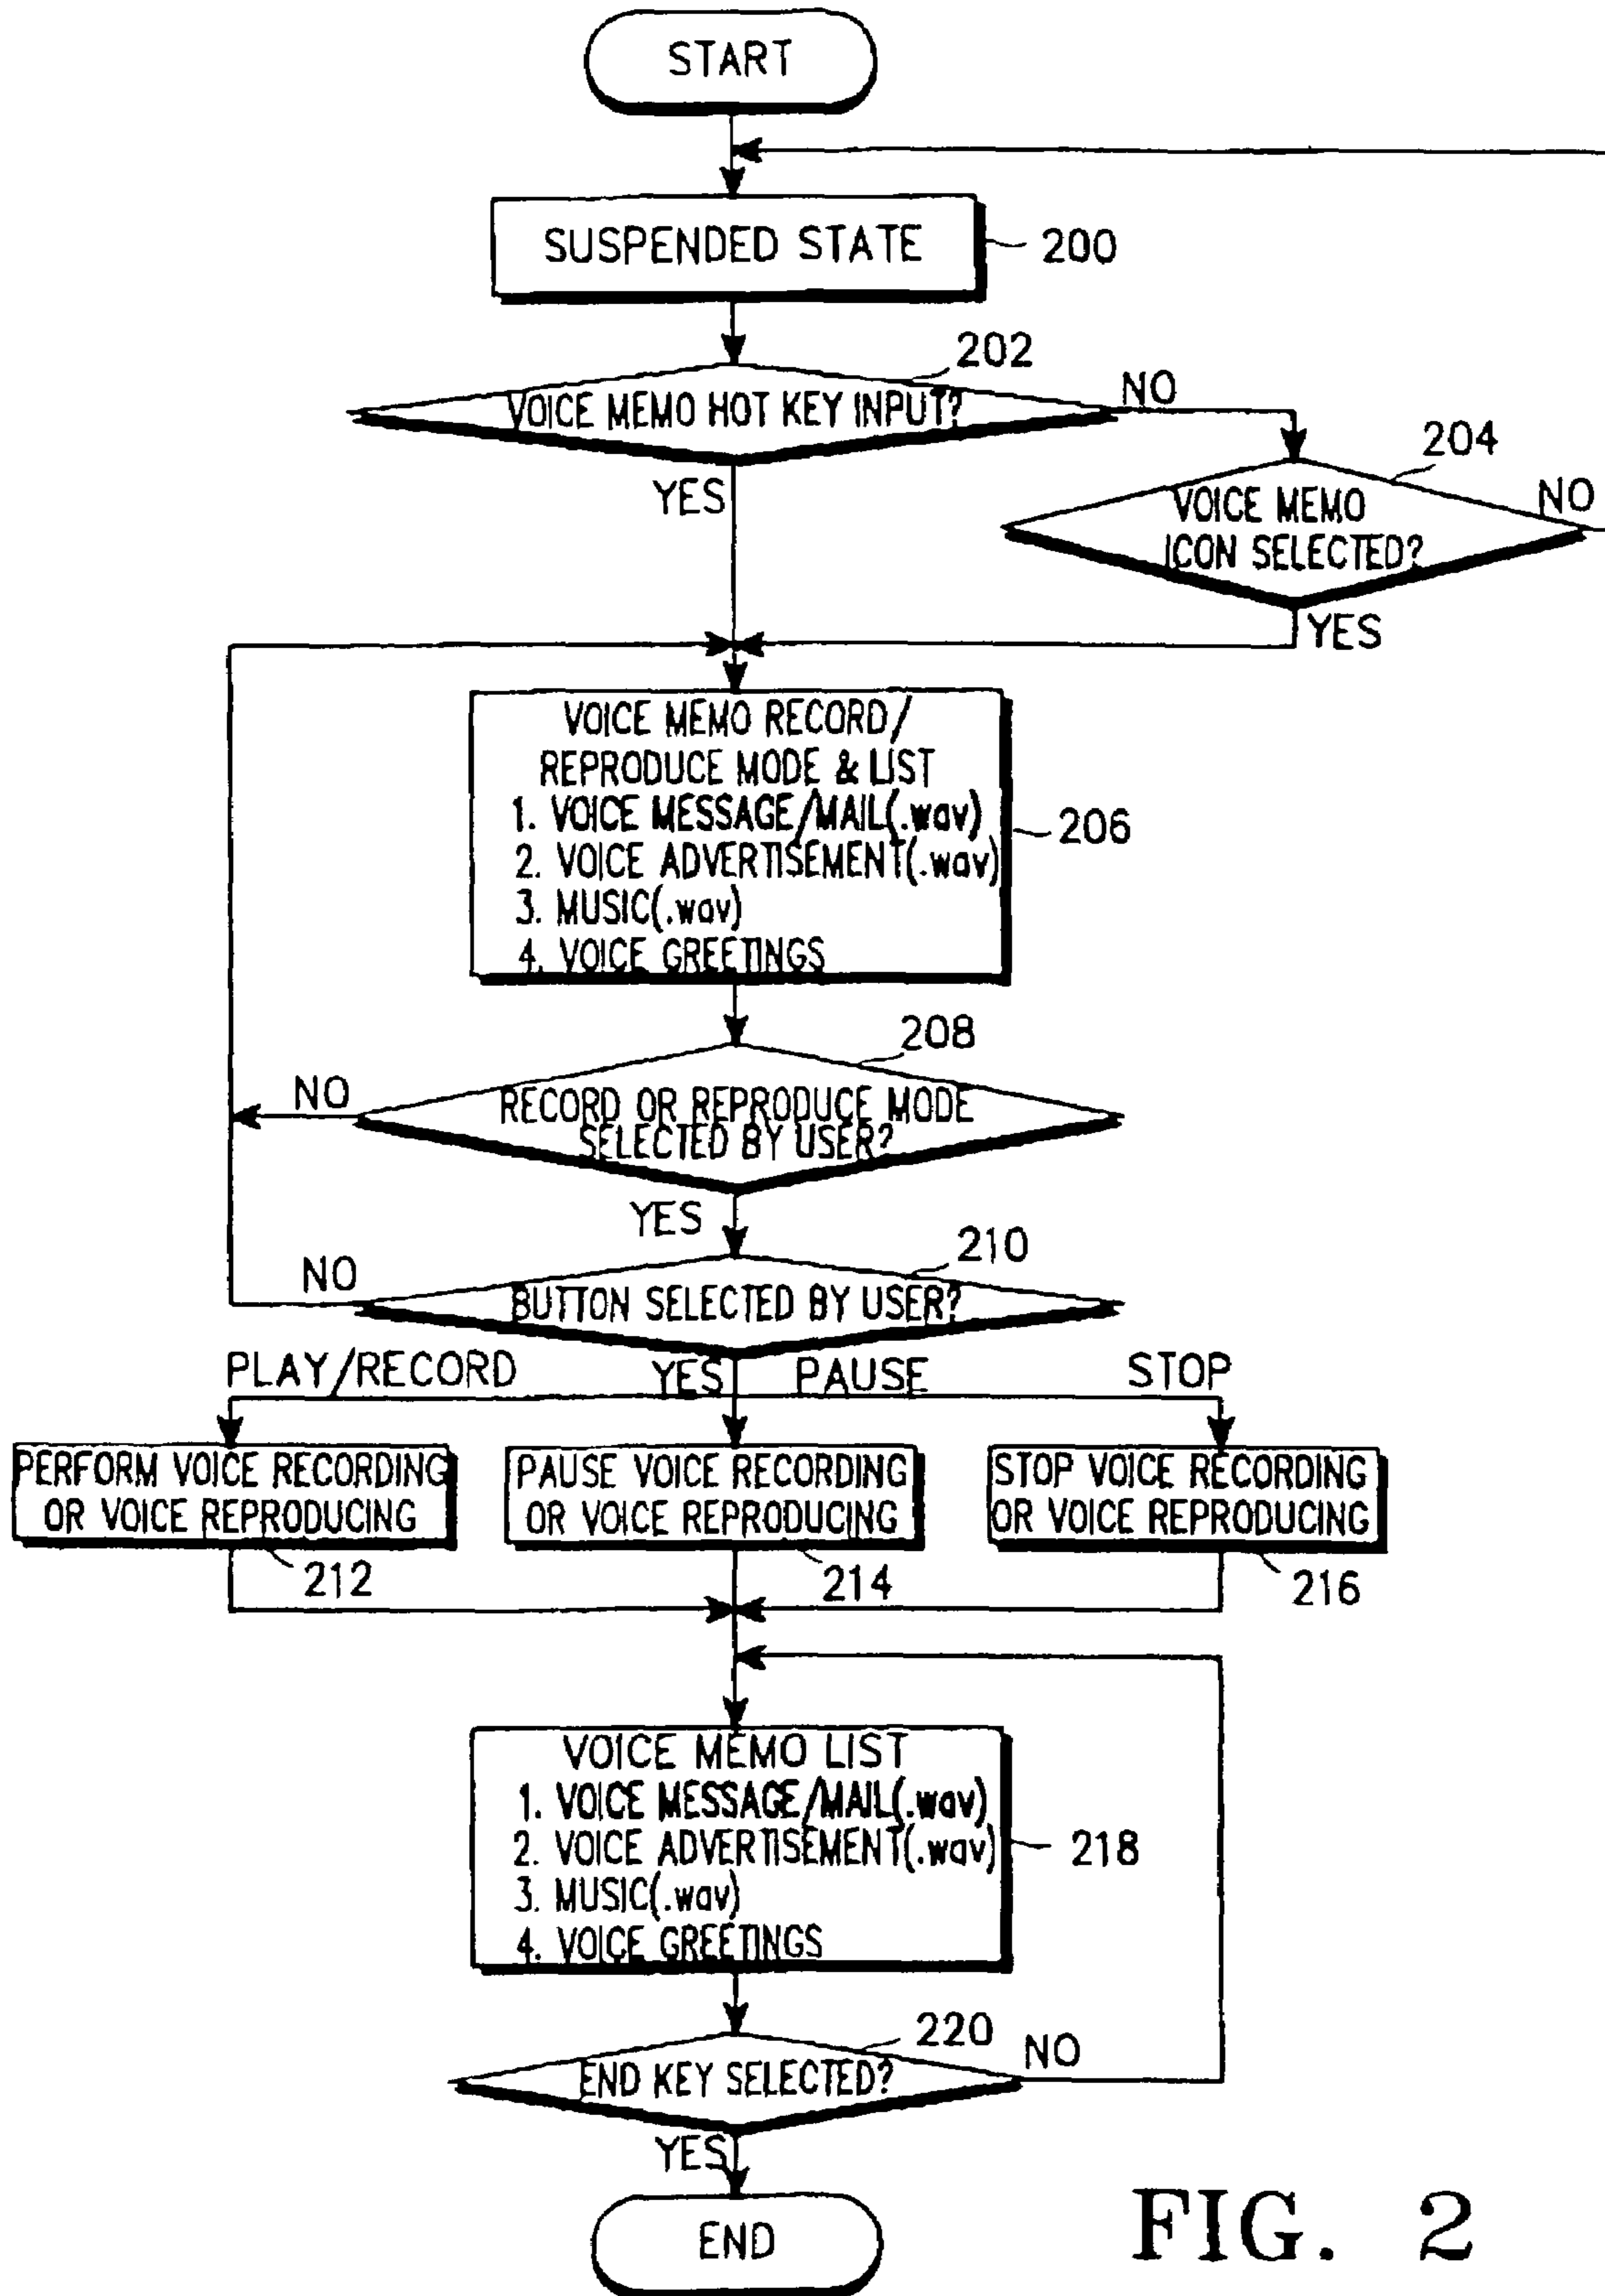 START
SUSPENDED STATE
200
202
VOICE MEMO HOT KEY INPUT?
NO
YES
204
VOICE MEMO
ICON SELECTED?
NO
YES
VOICE MEMO RECORD/
REPRODUCE MODE & LIST
1. VOICE MESSAGE/MAIL(.wav)
2. VOICE ADVERTISEMENT(.wav)
3. MUSIC(.wav)
4. VOICE GREETINGS
206
208
NO
RECORD OR REPRODUCE MODE
SELECTED BY USER?
YES
210
NO
BUTTON SELECTED BY USER?
PLAY/RECORD
YES
PAUSE
STOP
PERFORM VOICE RECORDING
OR VOICE REPRODUCING
212
PAUSE VOICE RECORDING
OR VOICE REPRODUCING
214
STOP VOICE RECORDING
OR VOICE REPRODUCING
216
VOICE MEMO LIST
1. VOICE MESSAGE/MAIL(.wav)
2. VOICE ADVERTISEMENT(.wav)
3. MUSIC(.wav)
4. VOICE GREETINGS
218
220
END KEY SELECTED?
NO
YES
END
FIG. 2